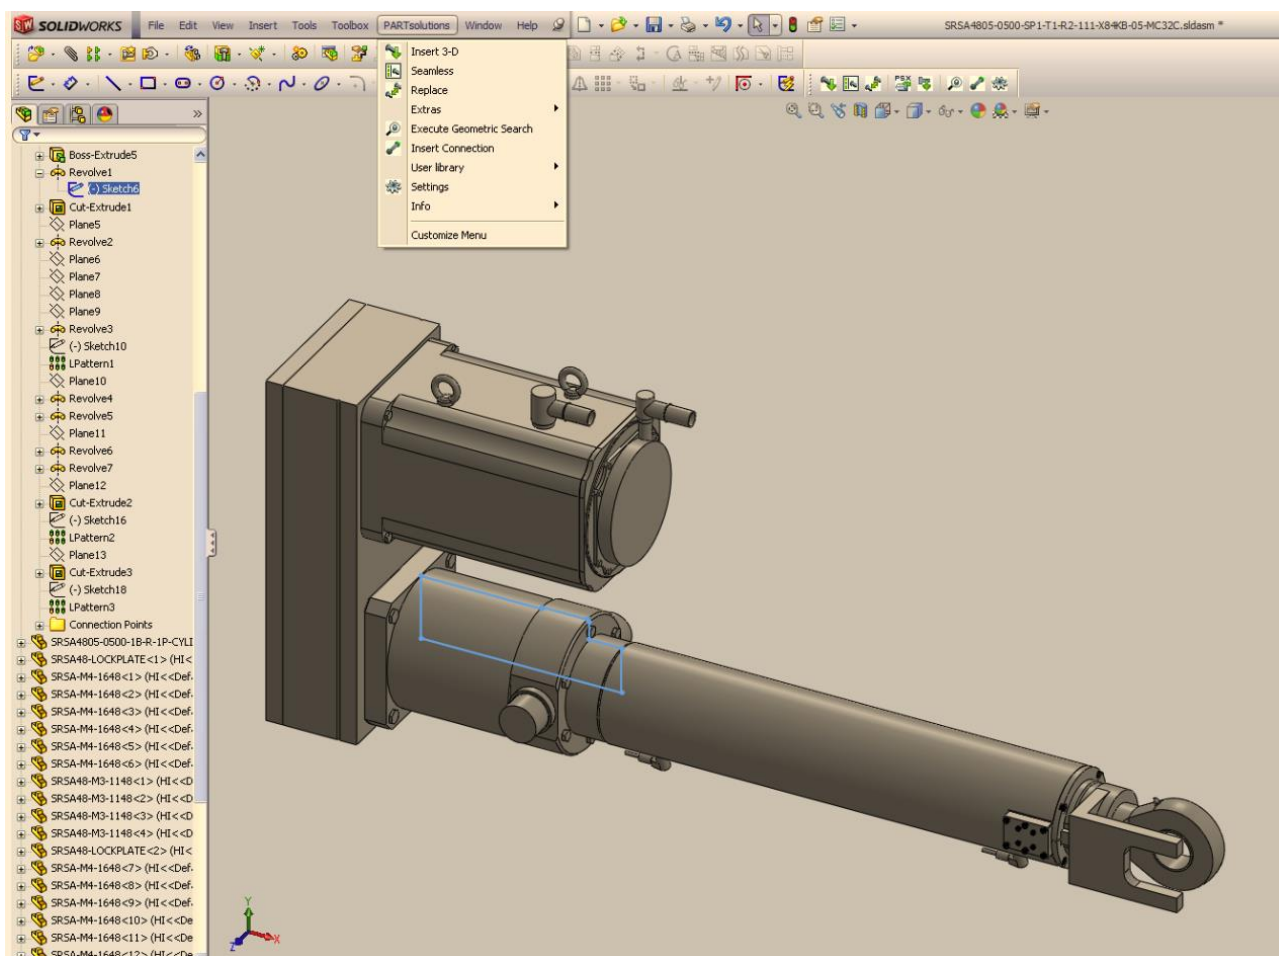 SOLIDWORKS File Edit View Insert Tools Toolbox PARTsolutions Window Help SRSA4805-0500-SP1-T1-R2-111-X84KB-05-MC32C.sldasm *
Insert 3-D
Seamless
Replace
Extras
Execute Geometric Search
Insert Connection
User library
Settings
Info
Customize Menu
PSX
»
Boss-Extrude5
Revolve1
(-) Sketch6
Cut-Extrude1
Plane5
Revolve2
Plane6
Plane7
Plane8
Plane9
Revolve3
(-) Sketch10
LPattern1
Plane10
Revolve4
Revolve5
Plane11
Revolve6
Revolve7
Plane12
Cut-Extrude2
(-) Sketch16
LPattern2
Plane13
Cut-Extrude3
(-) Sketch18
LPattern3
Connection Points
SRSA4805-0500-1B-R-1P-CYLI
SRSA48-LOCKPLATE<1> (HI<
SRSA-M4-1648<1> (HI<<Def.
SRSA-M4-1648<2> (HI<<Def.
SRSA-M4-1648<3> (HI<<Def.
SRSA-M4-1648<4> (HI<<Def.
SRSA-M4-1648<5> (HI<<Def.
SRSA-M4-1648<6> (HI<<Def.
SRSA48-M3-1148<1> (HI<<D
SRSA48-M3-1148<2> (HI<<D
SRSA48-M3-1148<3> (HI<<D
SRSA48-M3-1148<4> (HI<<D
SRSA48-LOCKPLATE<2> (HI<
SRSA-M4-1648<7> (HI<<Def.
SRSA-M4-1648<8> (HI<<Def.
SRSA-M4-1648<9> (HI<<Def.
SRSA-M4-1648<10> (HI<<De
SRSA-M4-1648<11> (HI<<De
SRSA-M4-1648<12> (HI<<De
Y
Z X